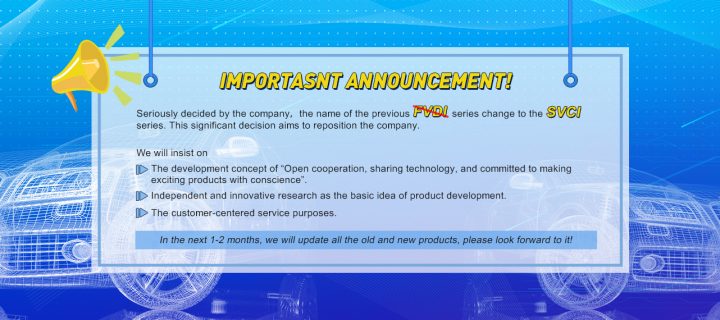 IMPORTASNT ANNOUNCEMENT!
Seriously decided by the company, the name of the previous FVDI series change to the SVCI
series. This significant decision aims to reposition the company.
We will insist on
The development concept of "Open cooperation, sharing technology, and committed to making
exciting products with conscience".
Independent and innovative research as the basic idea of product development.
The customer-centered service purposes.
In the next 1-2 months, we will update all the old and new products, please look forward to it!